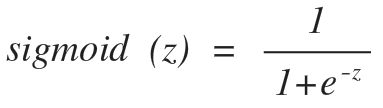 sigmoid (z) = 1 / 1+e^-z